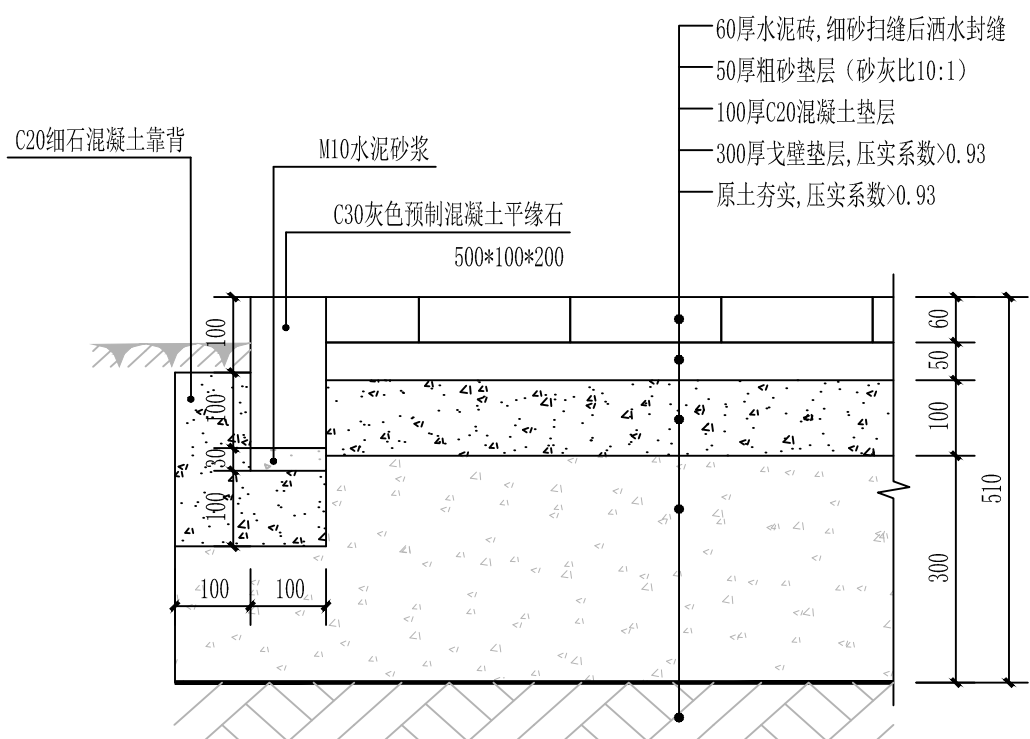 60厚水泥砖,细砂扫缝后洒水封缝
50厚粗砂垫层（砂灰比10:1）
100厚C20混凝土垫层
300厚戈壁垫层,压实系数>0.93
原土夯实,压实系数>0.93
C20细石混凝土靠背
M10水泥砂浆
C30灰色预制混凝土平缘石
500*100*200
100
100
30
100
100
100
60
50
100
300
510